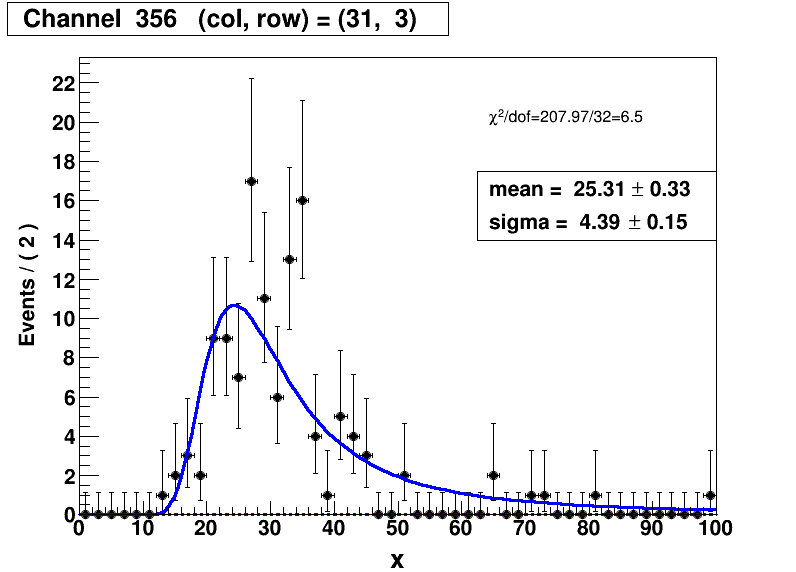 Channel 356 (col, row) = (31, 3)
χ²/dof=207.97/32=6.5
mean = 25.31 ± 0.33
sigma = 4.39 ± 0.15
Events / ( 2 )
22
20
18
16
14
12
10
8
6
4
2
0
0 10 20 30 40 50 60 70 80 90 100
x